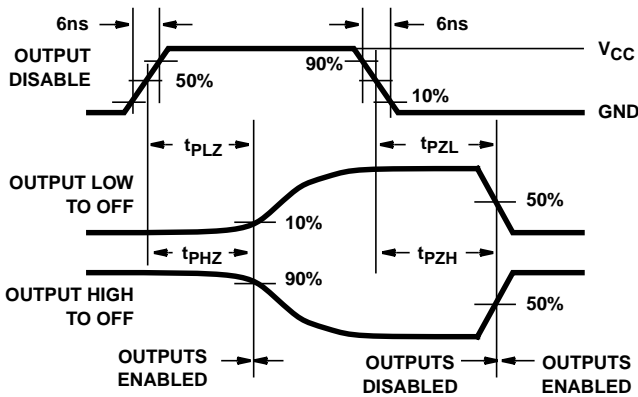 6ns
6ns
OUTPUT
DISABLE
50%
90%
10%
VCC
GND
tPLZ
tPZL
OUTPUT LOW
TO OFF
10%
50%
tPHZ
tPZH
OUTPUT HIGH
TO OFF
90%
50%
OUTPUTS
ENABLED
OUTPUTS
DISABLED
OUTPUTS
ENABLED